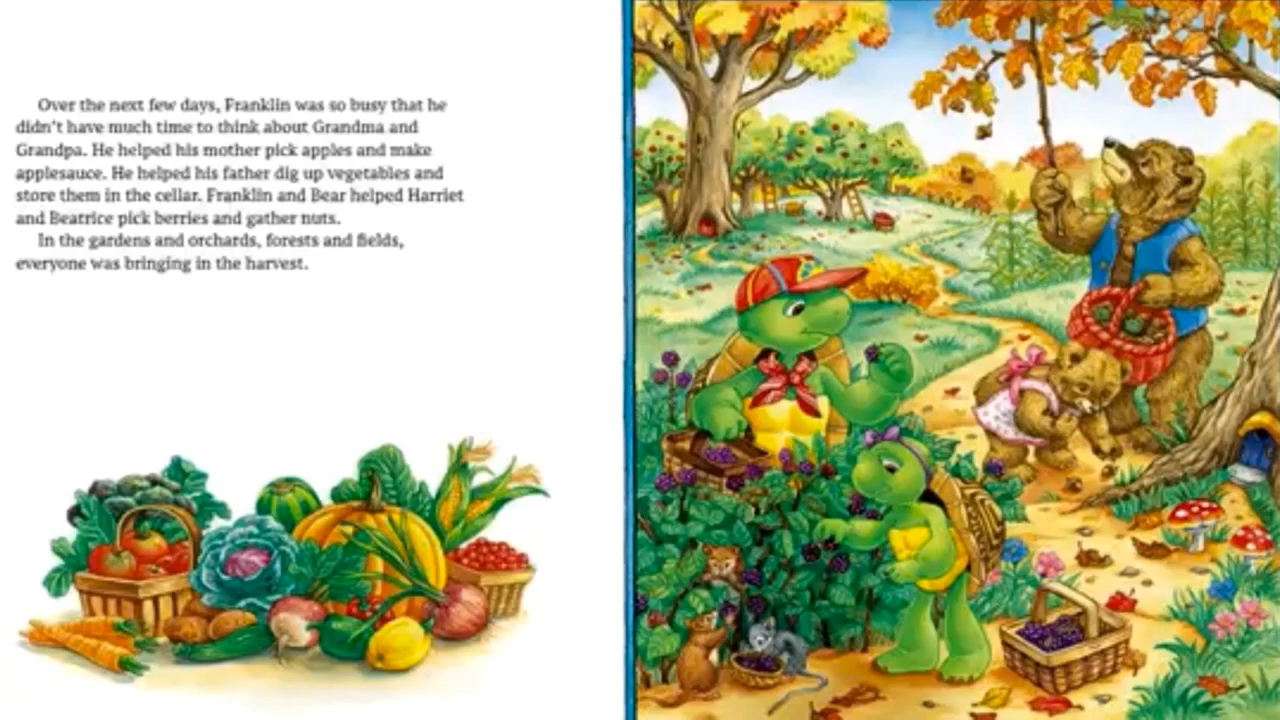 Over the next few days, Franklin was so busy that he
didn't have much time to think about Grandma and
Grandpa. He helped his mother pick apples and make
applesauce. He helped his father dig up vegetables and
store them in the cellar. Franklin and Bear helped Harriet
and Beatrice pick berries and gather nuts.
In the gardens and orchards, forests and fields,
everyone was bringing in the harvest.